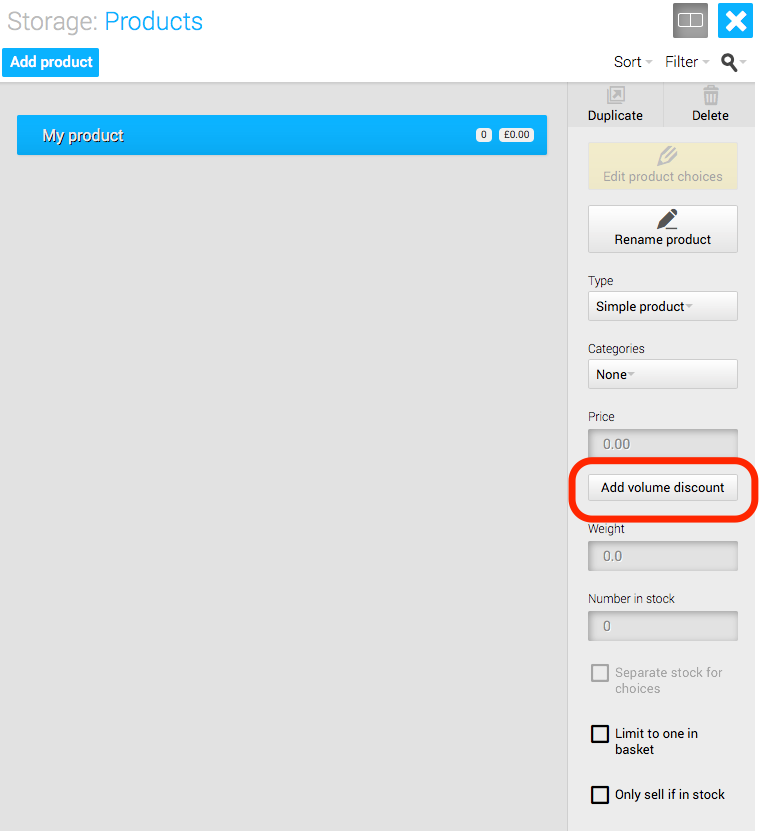 Storage: Products
Add product
Sort
Filter
My product
0
£0.00
Duplicate
Delete
Edit product choices
Rename product
Type
Simple product
Categories
None
Price
0.00
Add volume discount
Weight
0.0
Number in stock
0
Separate stock for
choices
Limit to one in
basket
Only sell if in stock